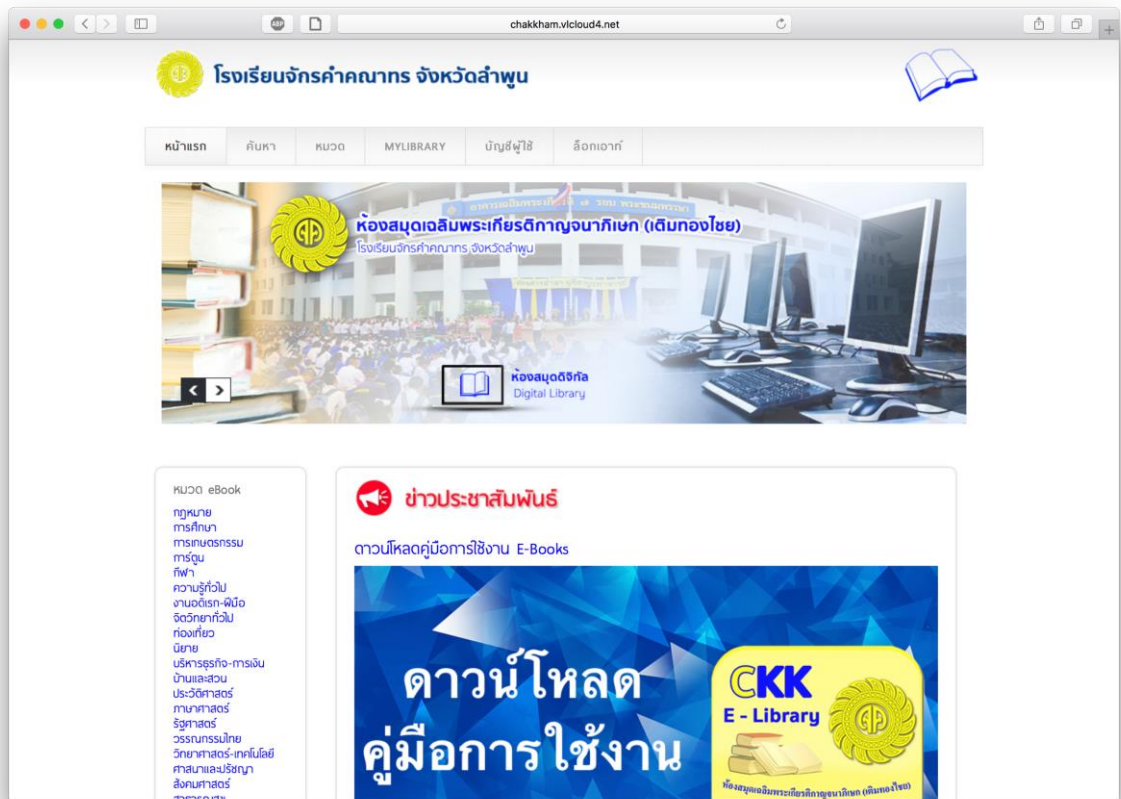 ABP
chakkham.vlcloud4.net
โรงเรียนจักรคำคณาทร จังหวัดลำพูน
หน้าแรก
ค้นหา
หมวด
MYLIBRARY
บัญชีผู้ใช้
ล็อกเอาท์
ห้องสมุดเฉลิมพระเกียรติกาญจนาภิเษก (เติมทองไชย)
โรงเรียนจักรคำคณาทร จังหวัดลำพูน
ห้องสมุดดิจิทัล
Digital Library
หมวด eBook
กฎหมาย
การศึกษา
การเกษตรกรรม
การ์ตูน
กีฬา
ความรู้ทั่วไป
งานอดิเรก-ฝีมือ
จิตวิทยาทั่วไป
ท่องเที่ยว
นิยาย
บริหารธุรกิจ-การเงิน
บ้านและสวน
ประวัติศาสตร์
ภาษาศาสตร์
รัฐศาสตร์
วรรณกรรมไทย
วิทยาศาสตร์-เทคโนโลยี
ศาสนาและปรัชญา
สังคมศาสตร์
ข่าวประชาสัมพันธ์
ดาวน์โหลดคู่มือการใช้งาน E-Books
ดาวน์โหลด
คู่มือการใช้งาน
CKK
E - Library
ห้องสมุดเฉลิมพระเกียรติกาญจนาภิเษก (เติมทองไชย)